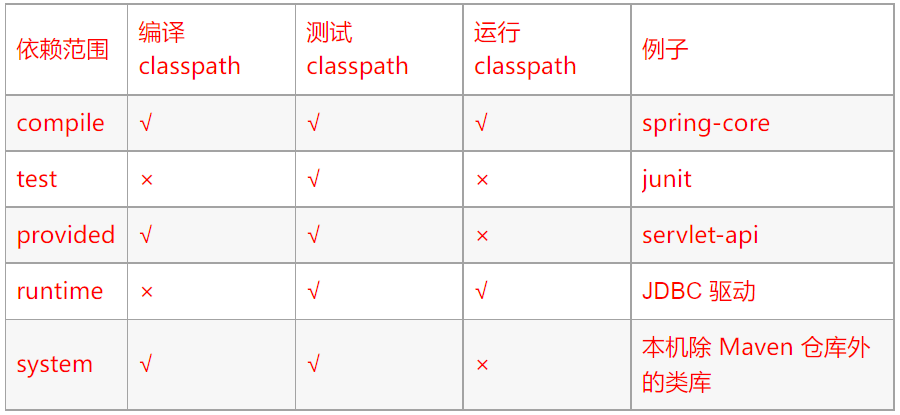 依赖范围 编译 classpath 测试 classpath 运行 classpath 例子
compile √ √ √ spring-core
test × √ × junit
provided √ √ × servlet-api
runtime × √ √ JDBC 驱动
system √ √ × 本机除 Maven 仓库外的类库